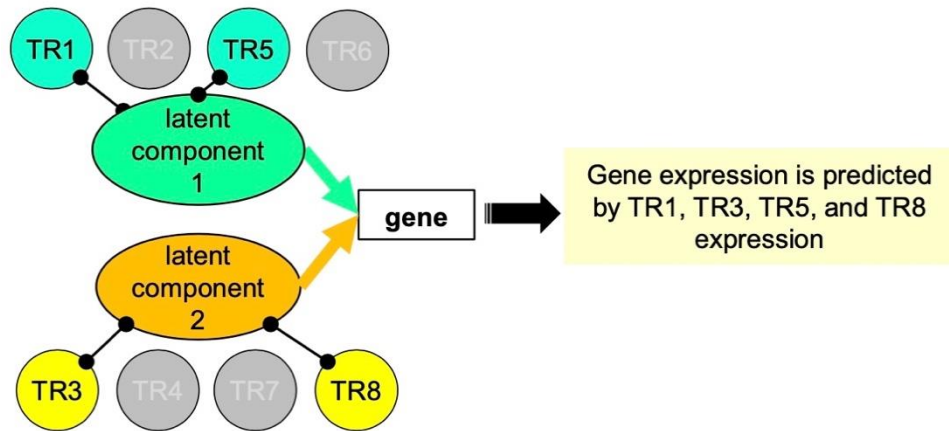 TR1 TR2 TR5 TR6
latent
component
1
gene
Gene expression is predicted
by TR1, TR3, TR5, and TR8
expression
latent
component
2
TR3 TR4 TR7 TR8